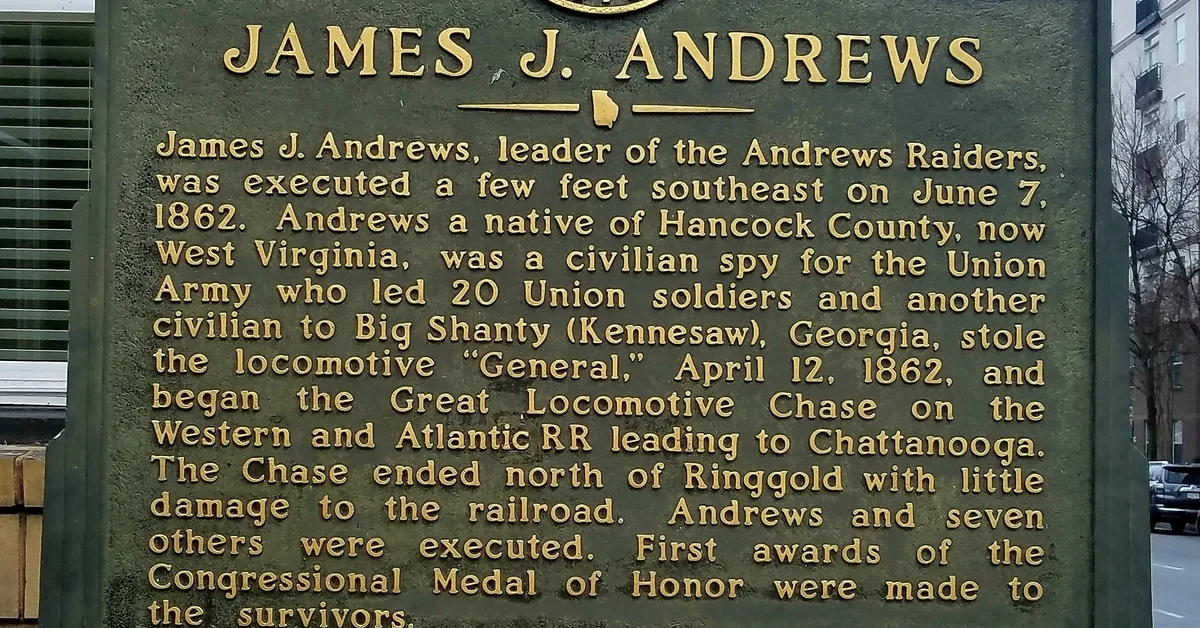 JAMES J. ANDREWS
James J. Andrews, leader of the Andrews Raiders,
was executed a few feet southeast on June 7,
1862. Andrews a native of Hancock County, now
West Virginia, was a civilian spy for the Union
Army who led 20 Union soldiers and another
civilian to Big Shanty (Kennesaw), Georgia, stole
the locomotive “General,” April 12, 1862, and
began the Great Locomotive Chase on the
Western and Atlantic RR leading to Chattanooga.
The Chase ended north of Ringgold with little
damage to the railroad. Andrews and seven
others were executed. First awards of the
Congressional Medal of Honor were made to
the survivors.